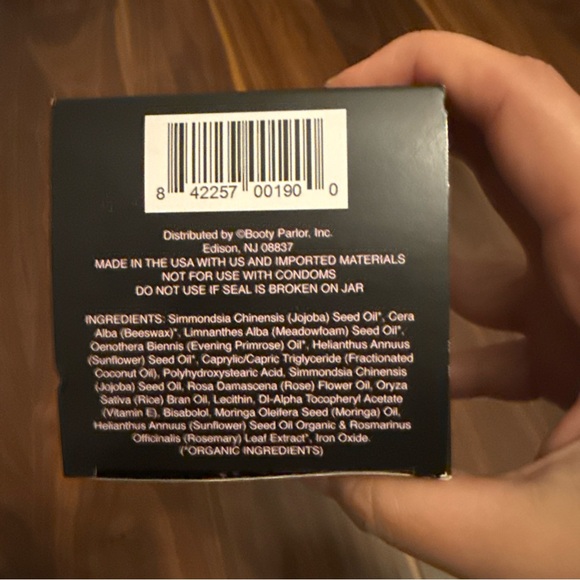 8 42257 00190 0
Distributed by ©Booty Parlor, Inc.
Edison, NJ 08837
MADE IN THE USA WITH US AND IMPORTED MATERIALS
NOT FOR USE WITH CONDOMS
DO NOT USE IF SEAL IS BROKEN ON JAR
INGREDIENTS: Simmondsia Chinensis (Jojoba) Seed Oil*, Cera
Alba (Beeswax)*, Limnanthes Alba (Meadowfoam) Seed Oil*,
Oenothera Biennis (Evening Primrose) Oil*, Helianthus Annuus
(Sunflower) Seed Oil*, Caprylic/Capric Triglyceride (Fractionated
Coconut Oil), Polyhydroxystearic Acid, Simmondsia Chinensis
(Jojoba) Seed Oil, Rosa Damascena (Rose) Flower Oil, Oryza
Sativa (Rice) Bran Oil, Lecithin, Dl-Alpha Tocopheryl Acetate
(Vitamin E), Bisabolol, Moringa Oleifera Seed (Moringa) Oil,
Helianthus Annuus (Sunflower) Seed Oil Organic & Rosmarinus
Officinalis (Rosemary) Leaf Extract*, Iron Oxide.
(*ORGANIC INGREDIENTS)